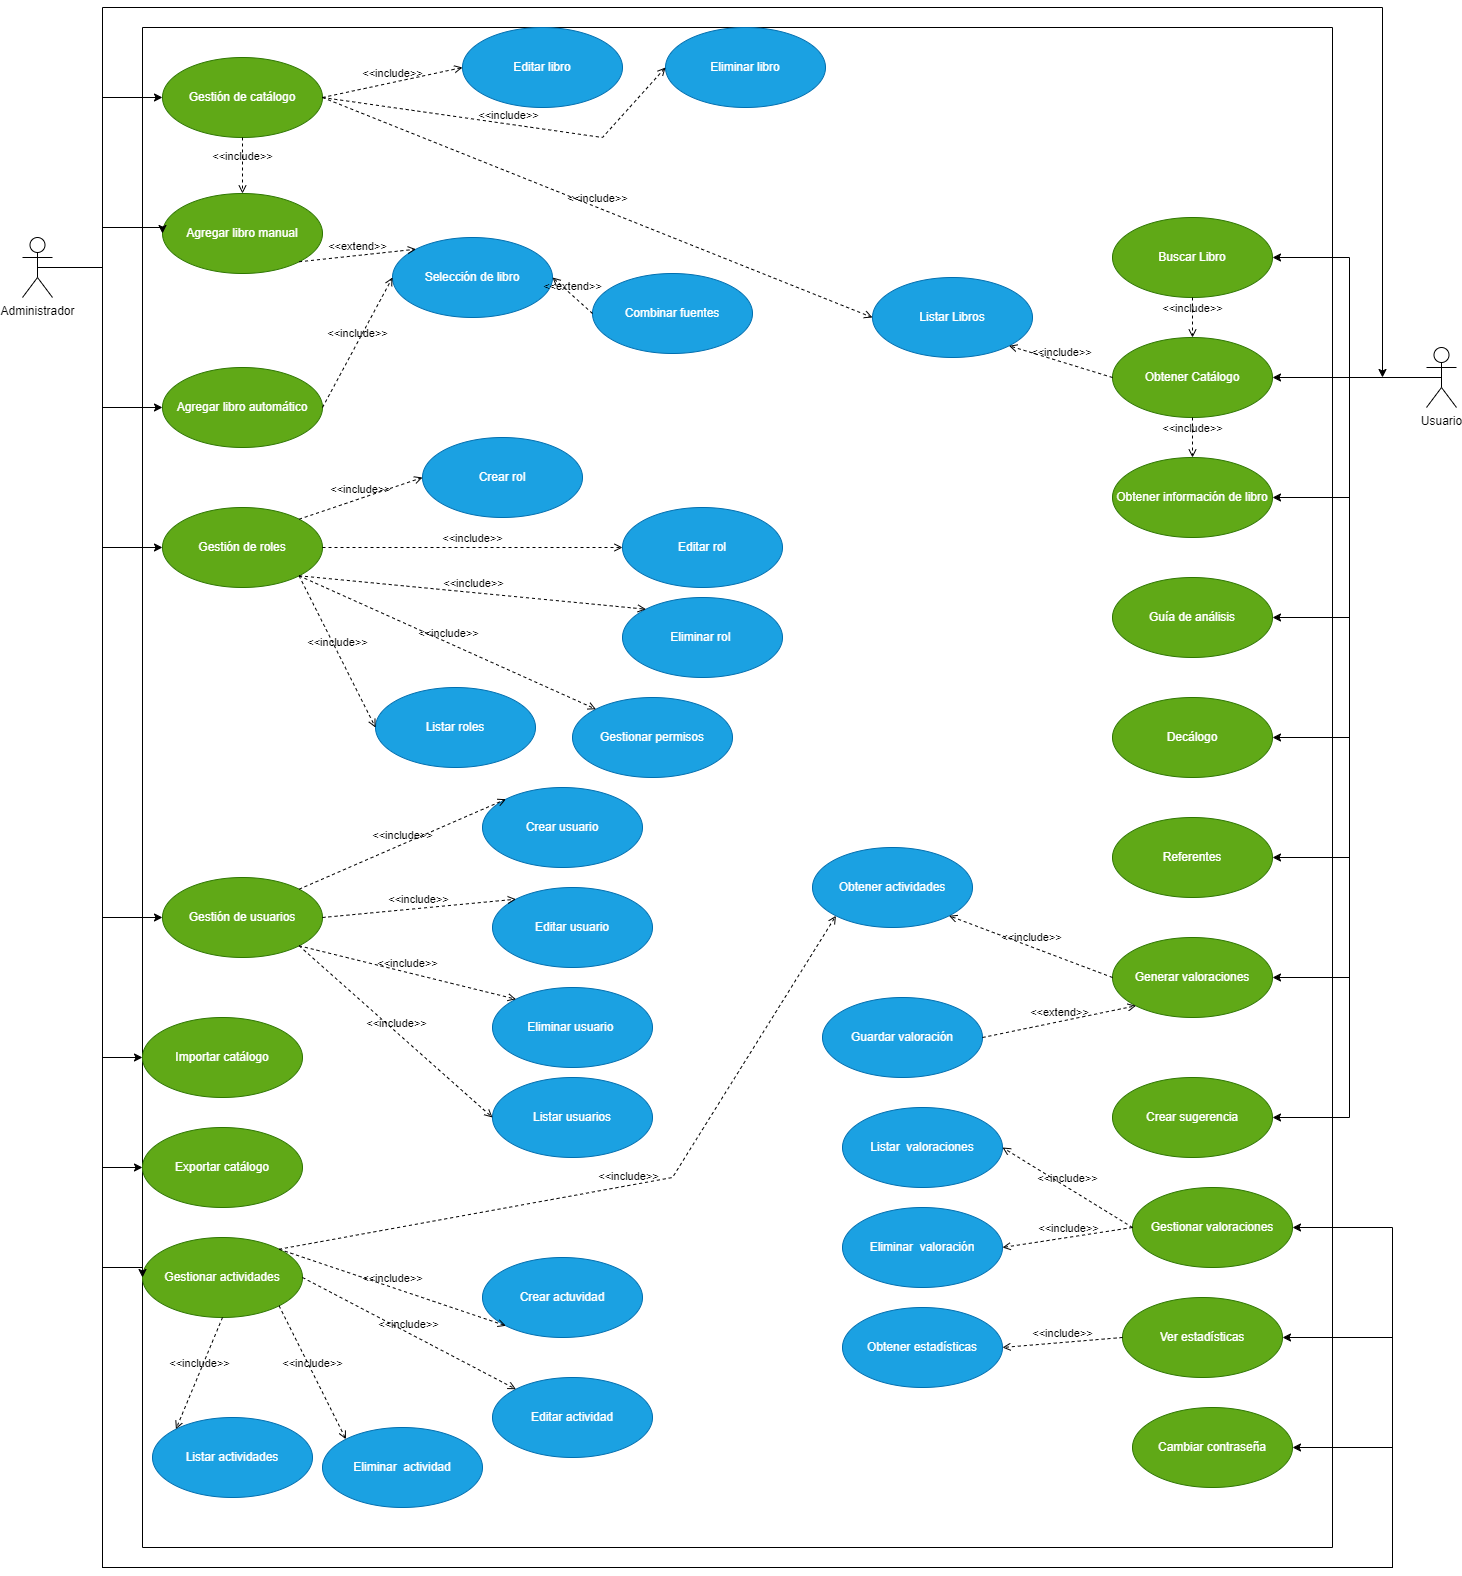 Editar libro
Eliminar libro
<<include>>
Gestión de catálogo
<<include>>
<<include>>
<<include>>
Agregar libro manual
<<extend>>
Selección de libro
<<extend>>
Combinar fuentes
<<include>>
Agregar libro automático
Administrador
Listar Libros
Buscar Libro
<<include>>
<<include>>
Obtener Catálogo
<<include>>
Usuario
Obtener información de libro
Crear rol
<<include>>
Gestión de roles
<<include>>
Editar rol
<<include>>
Eliminar rol
<<include>>
<<include>>
Listar roles
Gestionar permisos
Guía de análisis
Decálogo
Referentes
Crear usuario
<<include>>
Gestión de usuarios
<<include>>
Editar usuario
<<include>>
Eliminar usuario
<<include>>
Listar usuarios
Obtener actividades
<<include>>
Generar valoraciones
<<extend>>
Guardar valoración
Importar catálogo
Exportar catálogo
Crear sugerencia
Listar  valoraciones
<<include>>
<<include>>
Gestionar valoraciones
<<include>>
Eliminar  valoración
Gestionar actividades
<<include>>
Crear actuvidad
<<include>>
Editar actividad
<<include>>
<<include>>
Listar actividades
Eliminar  actividad
Ver estadísticas
<<include>>
Obtener estadísticas
Cambiar contraseña